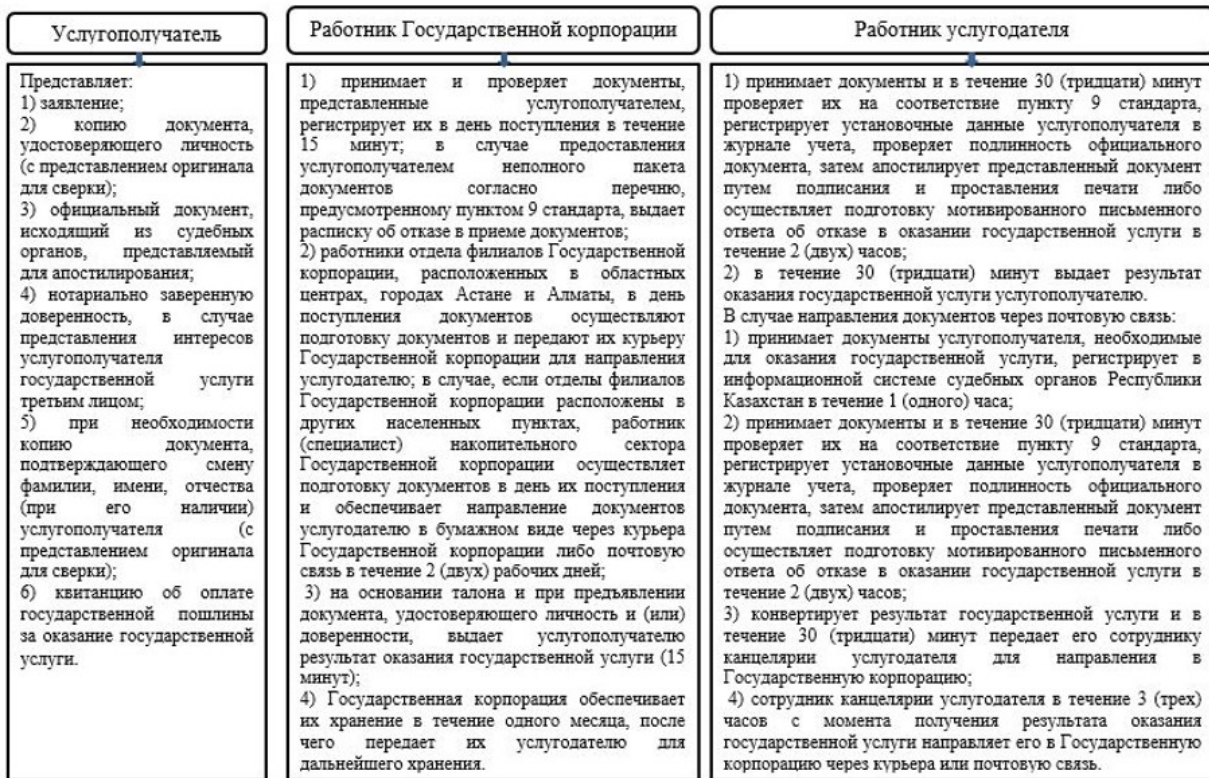 Услугополучатель
Представляет:
1) заявление;
2) копию документа,
удостоверяющего личность
(с представлением оригинала
для сверки);
3) официальный документ,
исходящий из судебных
органов, представляемый
для апостилирования;
4) нотариально заверенную
доверенность, в случае
представления интересов
услугополучателя
государственной услуги
третьим лицом;
5) при необходимости
копию документа,
подтверждающего смену
фамилии, имени, отчества
(при его наличии)
услугополучателя (с
представлением оригинала
для сверки);
6) квитанцию об оплате
государственной пошлины
за оказание государственной
услуги.
Работник Государственной корпорации
1) принимает и проверяет документы,
представленные услугополучателем,
регистрирует их в день поступления в течение
15 минут; в случае предоставления
услугополучателем неполного пакета
документов согласно перечню,
предусмотренному пунктом 9 стандарта, выдает
расписку об отказе в приеме документов;
2) работники отдела филиалов Государственной
корпорации, расположенных в областных
центрах, городах Астане и Алматы, в день
поступления документов осуществляют
подготовку документов и передают их курьеру
Государственной корпорации для направления
услугодателю; в случае, если отделы филиалов
Государственной корпорации расположены в
других населенных пунктах, работник
(специалист) накопительного сектора
Государственной корпорации осуществляет
подготовку документов в день их поступления
и обеспечивает направление документов
услугодателю в бумажном виде через курьера
Государственной корпорации либо почтовую
связь в течение 2 (двух) рабочих дней;
3) на основании талона и при предъявлении
документа, удостоверяющего личность и (или)
доверенности, выдает услугополучателю
результат оказания государственной услуги (15
минут);
4) Государственная корпорация обеспечивает
их хранение в течение одного месяца, после
чего передает их услугодателю для
дальнейшего хранения.
Работник услугодателя
1) принимает документы и в течение 30 (тридцати) минут
проверяет их на соответствие пункту 9 стандарта,
регистрирует установочные данные услугополучателя в
журнале учета, проверяет подлинность официального
документа, затем апостилирует представленный документ
путем подписания и проставления печати либо
осуществляет подготовку мотивированного письменного
ответа об отказе в оказании государственной услуги в
течение 2 (двух) часов;
2) в течение 30 (тридцати) минут выдает результат
оказания государственной услуги услугополучателю.
В случае направления документов через почтовую связь:
1) принимает документы услугополучателя, необходимые
для оказания государственной услуги, регистрирует в
информационной системе судебных органов Республики
Казахстан в течение 1 (одного) часа;
2) принимает документы и в течение 30 (тридцати) минут
проверяет их на соответствие пункту 9 стандарта,
регистрирует установочные данные услугополучателя в
журнале учета, проверяет подлинность официального
документа, затем апостилирует представленный документ
путем подписания и проставления печати либо
осуществляет подготовку мотивированного письменного
ответа об отказе в оказании государственной услуги в
течение 2 (двух) часов;
3) конвертирует результат государственной услуги и в
течение 30 (тридцати) минут передает его сотруднику
канцелярии услугодателя для направления в
Государственную корпорацию;
4) сотрудник канцелярии услугодателя в течение 3 (трех)
часов с момента получения результата оказания
государственной услуги направляет его в Государственную
корпорацию через курьера или почтовую связь.